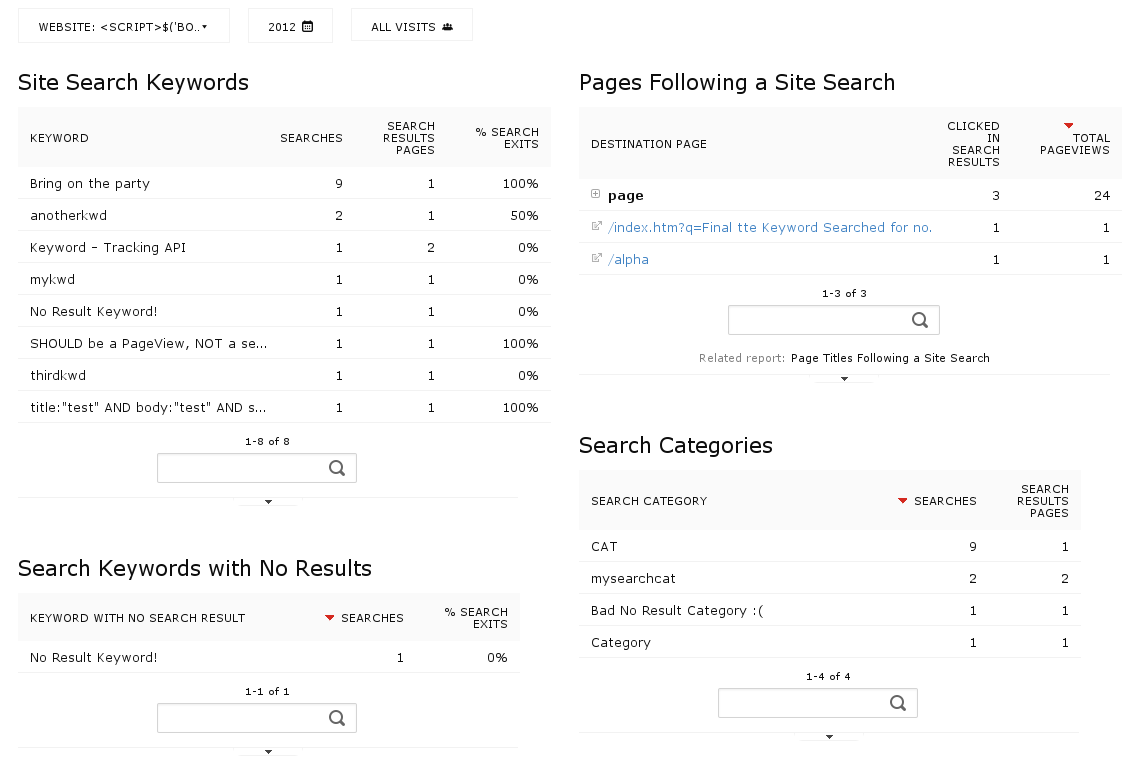 WEBSITE: <SCRIPT>$('BO..
2012
ALL VISITS
Site Search Keywords
KEYWORD SEARCHES SEARCH RESULTS PAGES % SEARCH EXITS
Bring on the party 9 1 100%
anotherkwd 2 1 50%
Keyword - Tracking API 1 2 0%
mykwd 1 1 0%
No Result Keyword! 1 1 0%
SHOULD be a PageView, NOT a se... 1 1 100%
thirdkwd 1 1 0%
title:"test" AND body:"test" AND s... 1 1 100%
1-8 of 8
Search Keywords with No Results
KEYWORD WITH NO SEARCH RESULT SEARCHES % SEARCH EXITS
No Result Keyword! 1 0%
1-1 of 1
Pages Following a Site Search
DESTINATION PAGE CLICKED IN SEARCH RESULTS TOTAL PAGEVIEWS
page 3 24
/index.htm?q=Final tte Keyword Searched for no. 1 1
/alpha 1 1
1-3 of 3
Related report: Page Titles Following a Site Search
Search Categories
SEARCH CATEGORY SEARCHES SEARCH RESULTS PAGES
CAT 9 1
mysearchcat 2 2
Bad No Result Category :( 1 1
Category 1 1
1-4 of 4